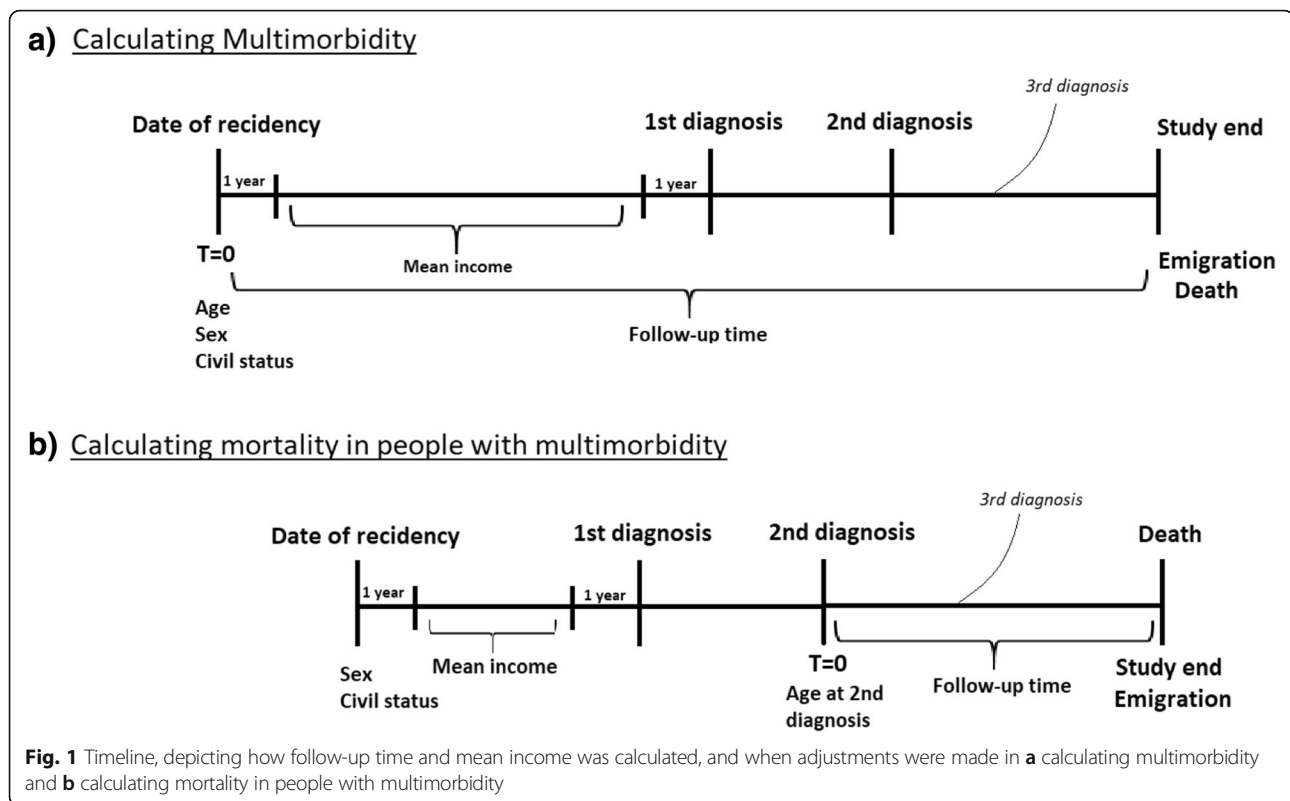 a) Calculating Multimorbidity
3rd diagnosis
Date of recidency
1st diagnosis
2nd diagnosis
Study end
1 year
1 year
T=0
Mean income
Emigration
Death
Age
Sex
Civil status
Follow-up time
b) Calculating mortality in people with multimorbidity
3rd diagnosis
Date of recidency
1st diagnosis
2nd diagnosis
Death
1 year
1 year
Sex
Civil status
Mean income
T=0
Age at 2nd
diagnosis
Follow-up time
Study end
Emigration
Fig. 1 Timeline, depicting how follow-up time and mean income was calculated, and when adjustments were made in a calculating multimorbidity
and b calculating mortality in people with multimorbidity